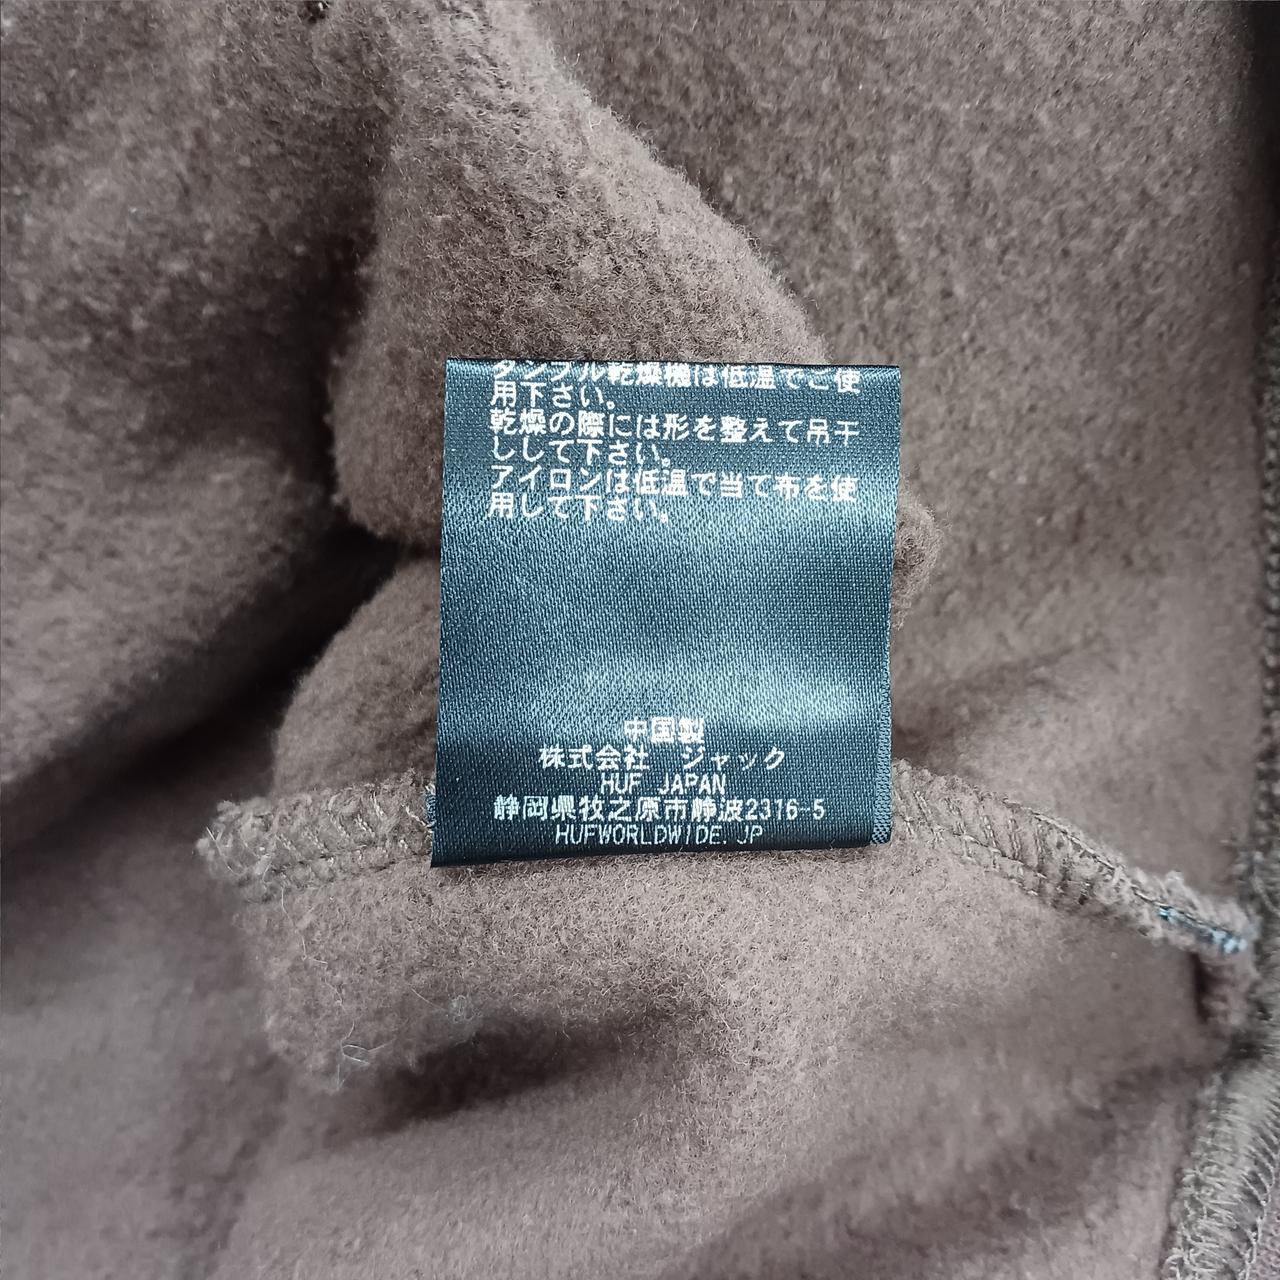 タンブル乾燥機は低温でご使
用下さい。
乾燥の際には形を整えて吊干
ししして下さい。
アイロンは低温で当て布を使
用して下さい。
中国製
株式会社　ジャック
HUF JAPAN
静岡県牧之原市静波2316-5
HUFWORLDWIDE.JP